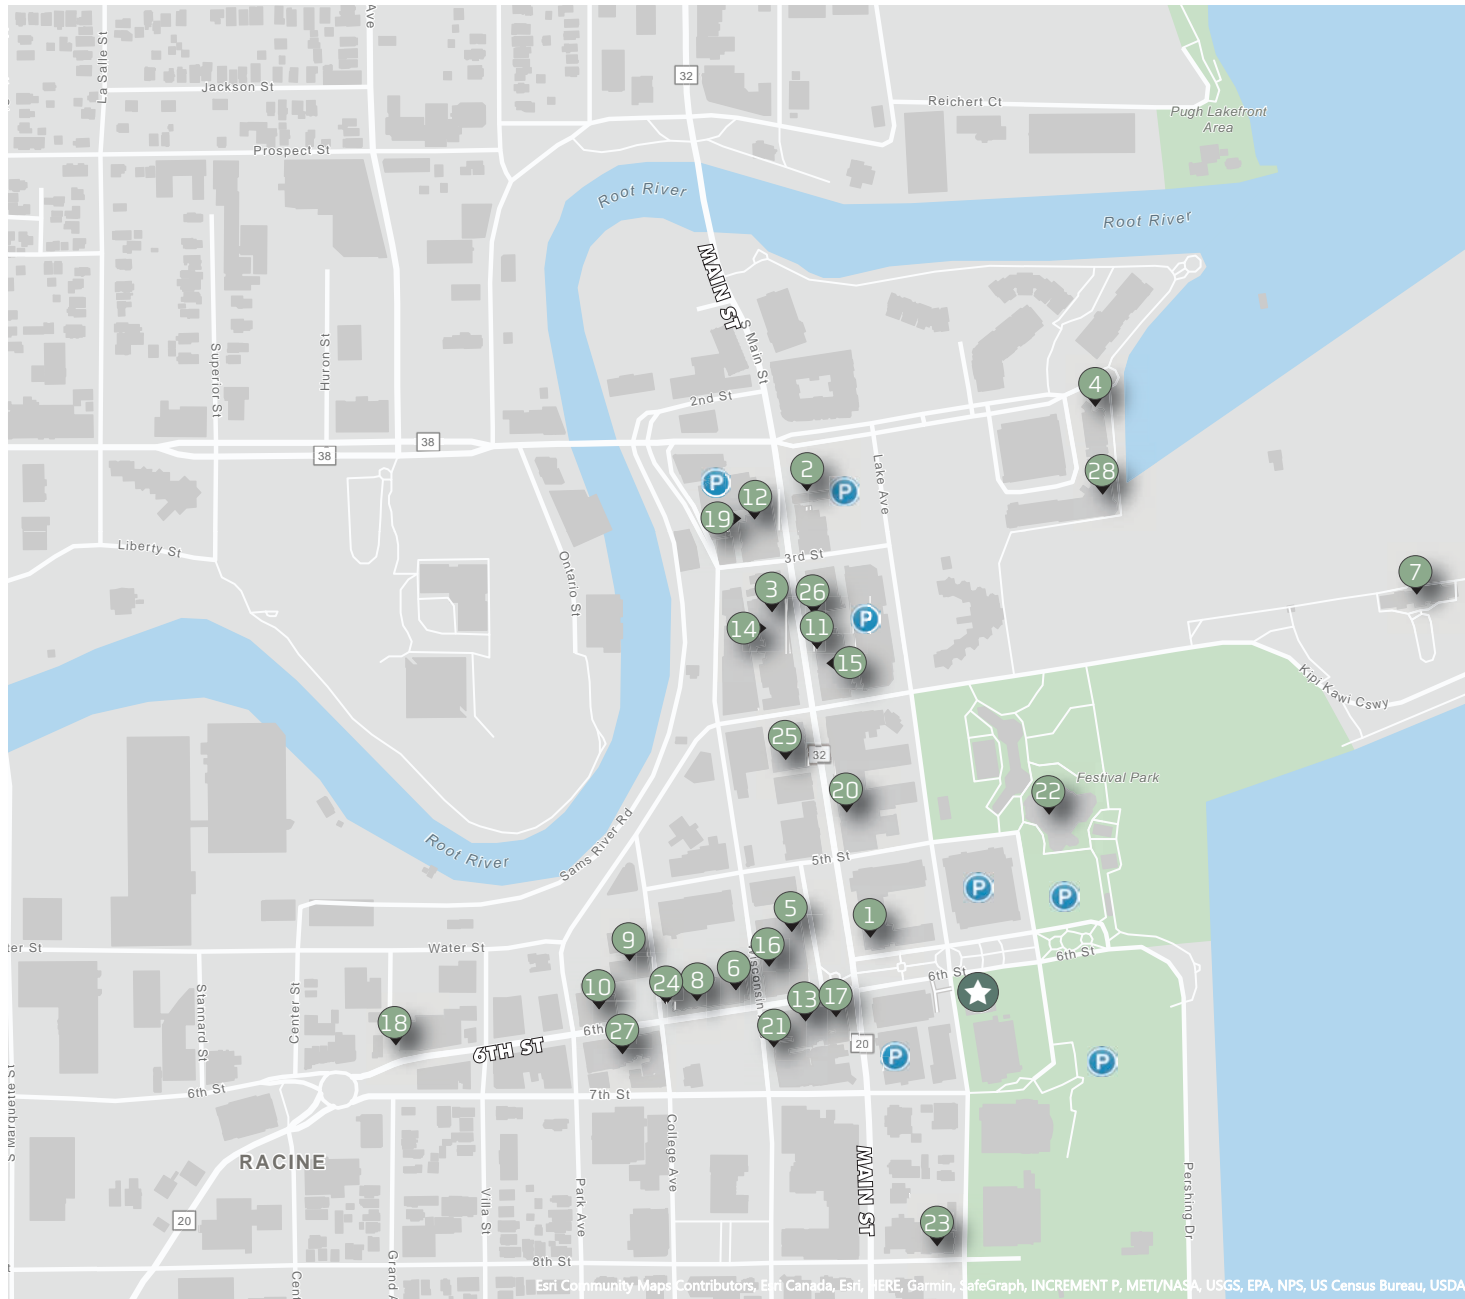 Ave
La Salle St
32
Jackson St
Reichert Ct
Pugh Lakefront
Area
Prospect St
Root River
Root River
MAIN ST
S Main St
Superior St
Huron St
2nd St
4
38
38
Lake Ave
2
28
P
P
12
19
Liberty St
3rd St
Ontario St
7
3
26
P
14
11
15
Kipi Kawi Cswy
25
32
Festival Park
20
22
Root River
Sams River Rd
5th St
P
P
5
1
9
16
ter St
Water St
6th St
6th St
Wisconsin
6
24
8
10
13
17
Stannard St
Center St
18
6th
27
21
20
6TH ST
P
P
6th St
7th St
S Marquette St
College Ave
RACINE
MAIN ST
Villa St
Park Ave
Pershing Dr
20
23
8th St
Grand A
Cent
Esri Community Maps Contributors, Esri Canada, Esri, HERE, Garmin, SafeGraph, INCREMENT P, METI/NASA, USGS, EPA, NPS, US Census Bureau, USDA